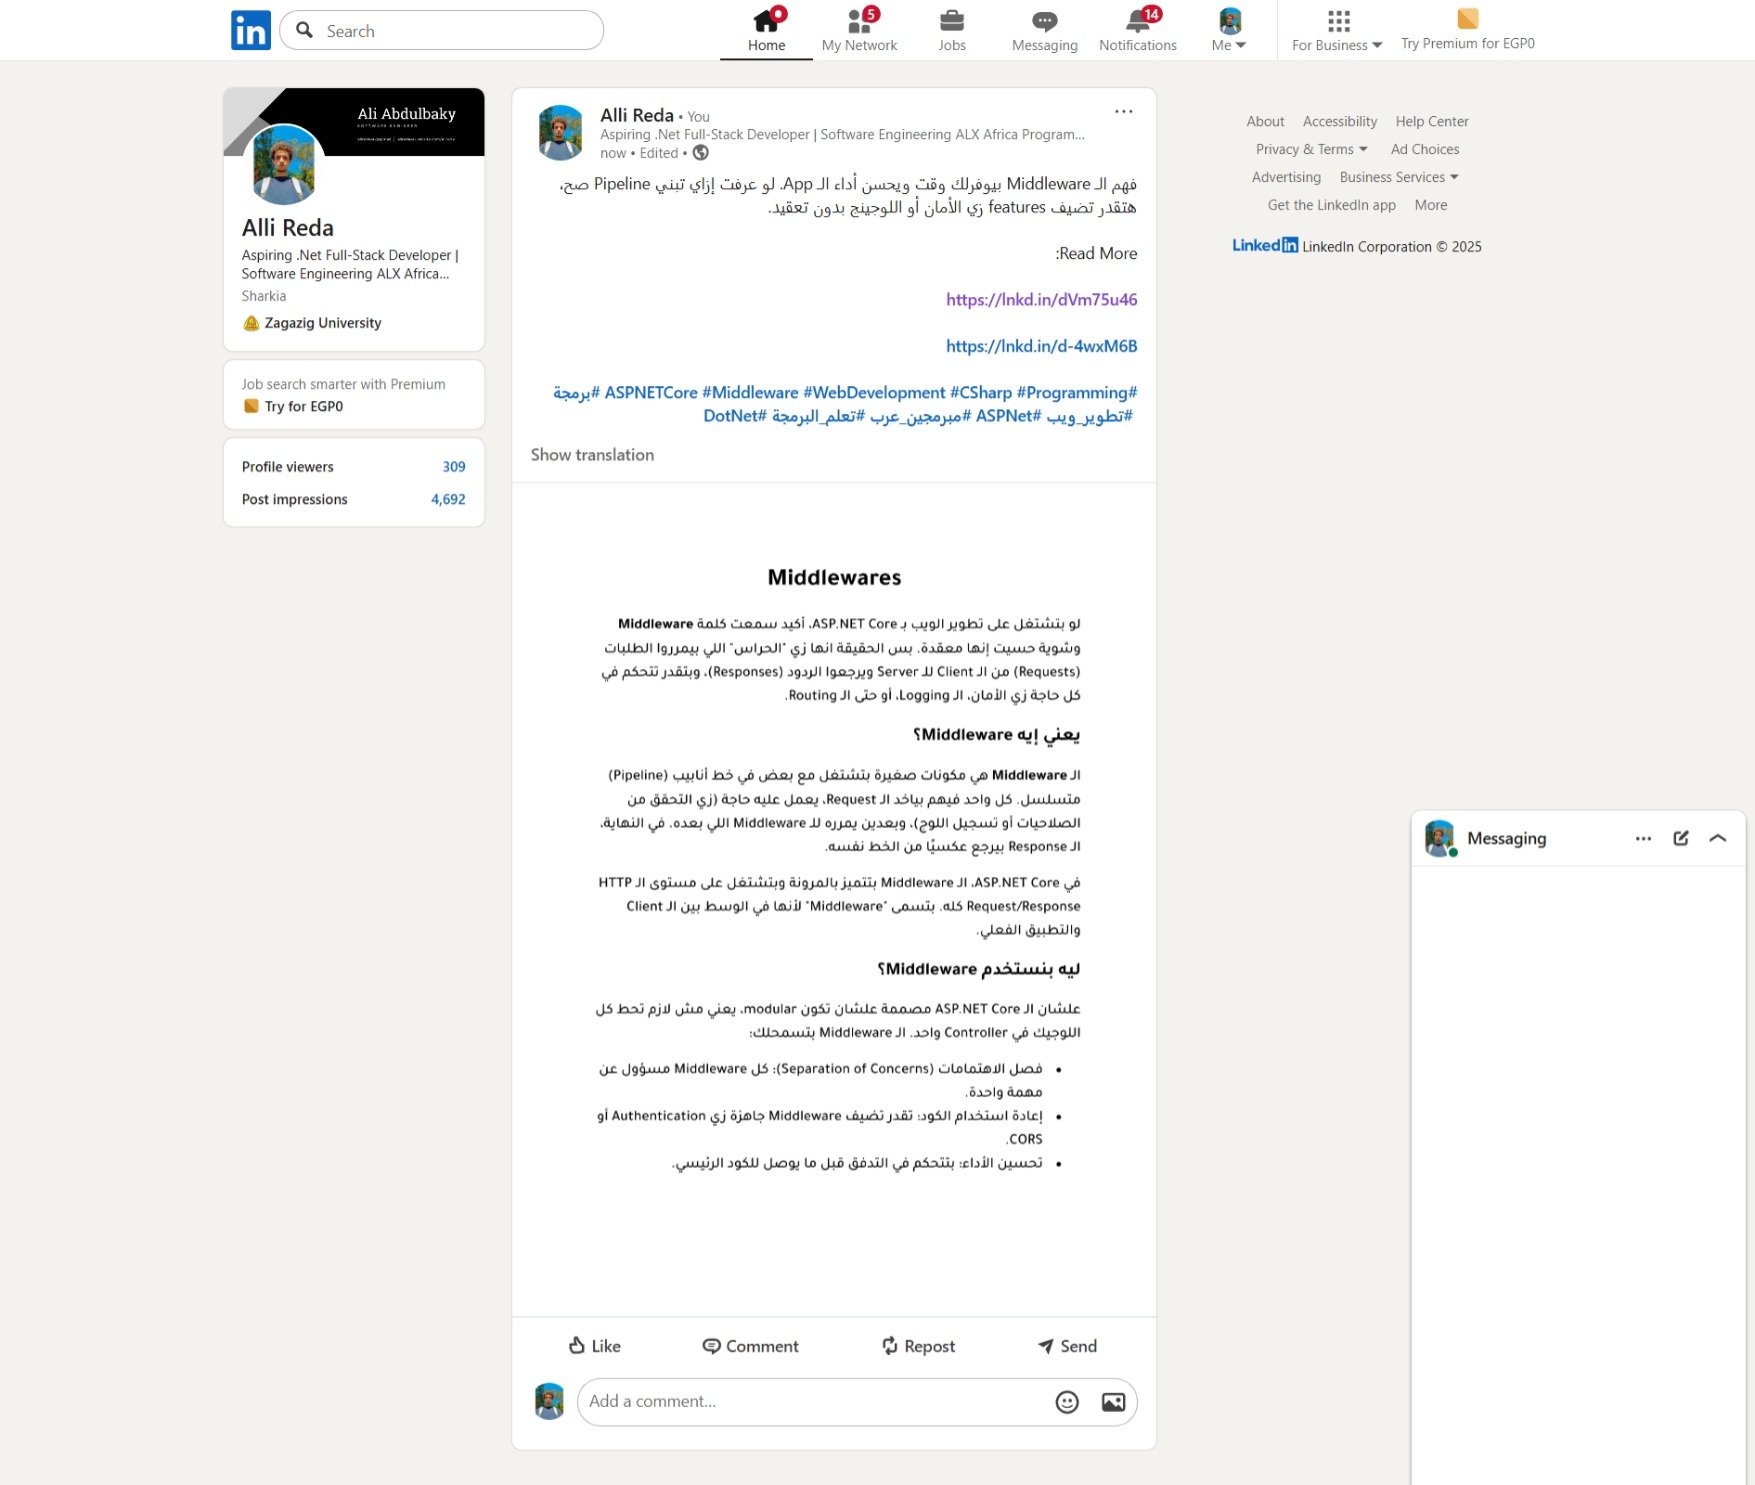 in
Search
Home
5
My Network
Jobs
Messaging
14
Notifications
Me
For Business
Try Premium for EGP0
Ali Abdulbaky
SOFTWARE ENGINEER
Alli Reda
Aspiring .Net Full-Stack Developer |
Software Engineering ALX Africa...
Sharkia
Zagazig University
Job search smarter with Premium
Try for EGP0
Profile viewers 309
Post impressions 4,692
Alli Reda • You
Aspiring .Net Full-Stack Developer | Software Engineering ALX Africa Program...
now • Edited •
فهم الـ Middleware بيوفرلك وقت ويحسن أداء الـ App. لو عرفت إزاي تبني Pipeline صح،
هتقدر تضيف features زي الأمان أو اللوجينج بدون تعقيد.
Read More:
https://lnkd.in/dVm75u46
https://lnkd.in/d-4wxM6B
#برمجة #ASPNETCore #Middleware #WebDevelopment #CSharp #Programming
#تطوير_ويب #ASPNet #مبرمجين_عرب #تعلم_البرمجة #DotNet
Show translation
Middlewares
لو بتشتغل على تطوير الويب بـ ASP.NET Core، أكيد سمعت كلمة Middleware
وشوية حسيت إنها معقدة. بس الحقيقة انها زي "الحراس" اللي بيمرروا الطلبات
(Requests) من الـ Client للـ Server ويرجعوا الردود (Responses)، وبتقدر تتحكم في
كل حاجة زي الأمان، الـ Logging، أو حتى الـ Routing.
يعني إيه Middleware؟
الـ Middleware هي مكونات صغيرة بتشتغل مع بعض في خط أنابيب (Pipeline)
متسلسل. كل واحد فيهم بياخد الـ Request، يعمل عليه حاجة (زي التحقق من
الصلاحيات أو تسجيل اللوج)، وبعدين يمرره للـ Middleware اللي بعده. في النهاية،
الـ Response بيرجع عكسيًا من الخط نفسه.
في ASP.NET Core، الـ Middleware بتتميز بالمرونة وبتشتغل على مستوى الـ HTTP
Request/Response كله. بتسمى "Middleware" لأنها في الوسط بين الـ Client
والتطبيق الفعلي.
ليه بنستخدم Middleware؟
علشان الـ ASP.NET Core مصممة علشان تكون modular، يعني مش لازم تحط كل
اللوجيك في Controller واحد. الـ Middleware بتسمحلك:
• فصل الاهتمامات (Separation of Concerns): كل Middleware مسؤول عن
مهمة واحدة.
• إعادة استخدام الكود: تقدر تضيف Middleware جاهزة زي Authentication أو
CORS.
• تحسين الأداء: بتتحكم في التدفق قبل ما يوصل للكود الرئيسي.
Like
Comment
Repost
Send
Add a comment...
About Accessibility Help Center
Privacy & Terms Ad Choices
Advertising Business Services
Get the LinkedIn app More
LinkedIn LinkedIn Corporation © 2025
Messaging